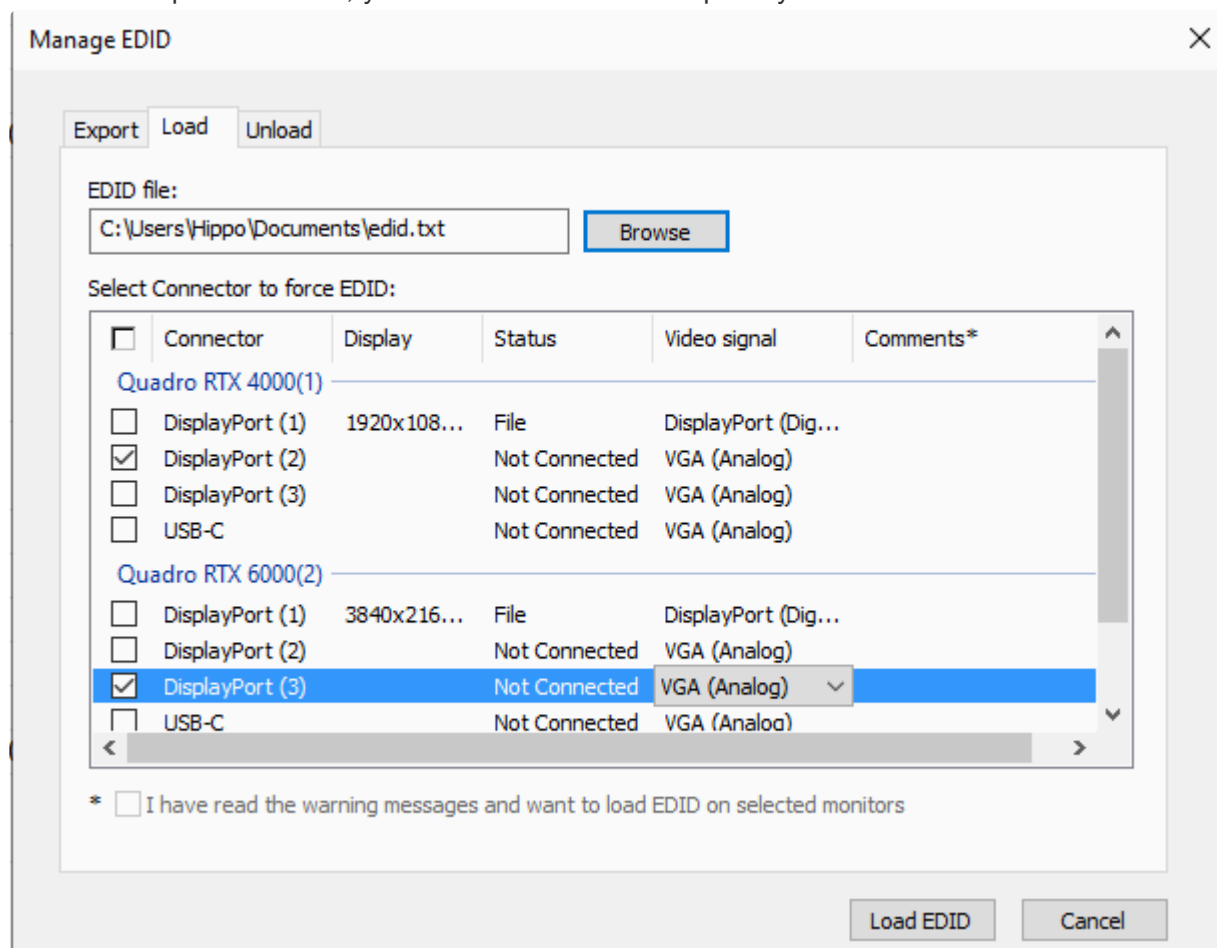 Manage EDID
Export Load Unload
EDID file:
C:\Users\Hippo\Documents\edid.txt Browse
Select Connector to force EDID:
Connector Display Status Video signal Comments*
Quadro RTX 4000(1)
DisplayPort (1) 1920x108... File DisplayPort (Dig...
DisplayPort (2) Not Connected VGA (Analog)
DisplayPort (3) Not Connected VGA (Analog)
USB-C Not Connected VGA (Analog)
Quadro RTX 6000(2)
DisplayPort (1) 3840x216... File DisplayPort (Dig...
DisplayPort (2) Not Connected VGA (Analog)
DisplayPort (3) Not Connected VGA (Analog)
USB-C Not Connected VGA (Analog)
* I have read the warning messages and want to load EDID on selected monitors
Load EDID Cancel